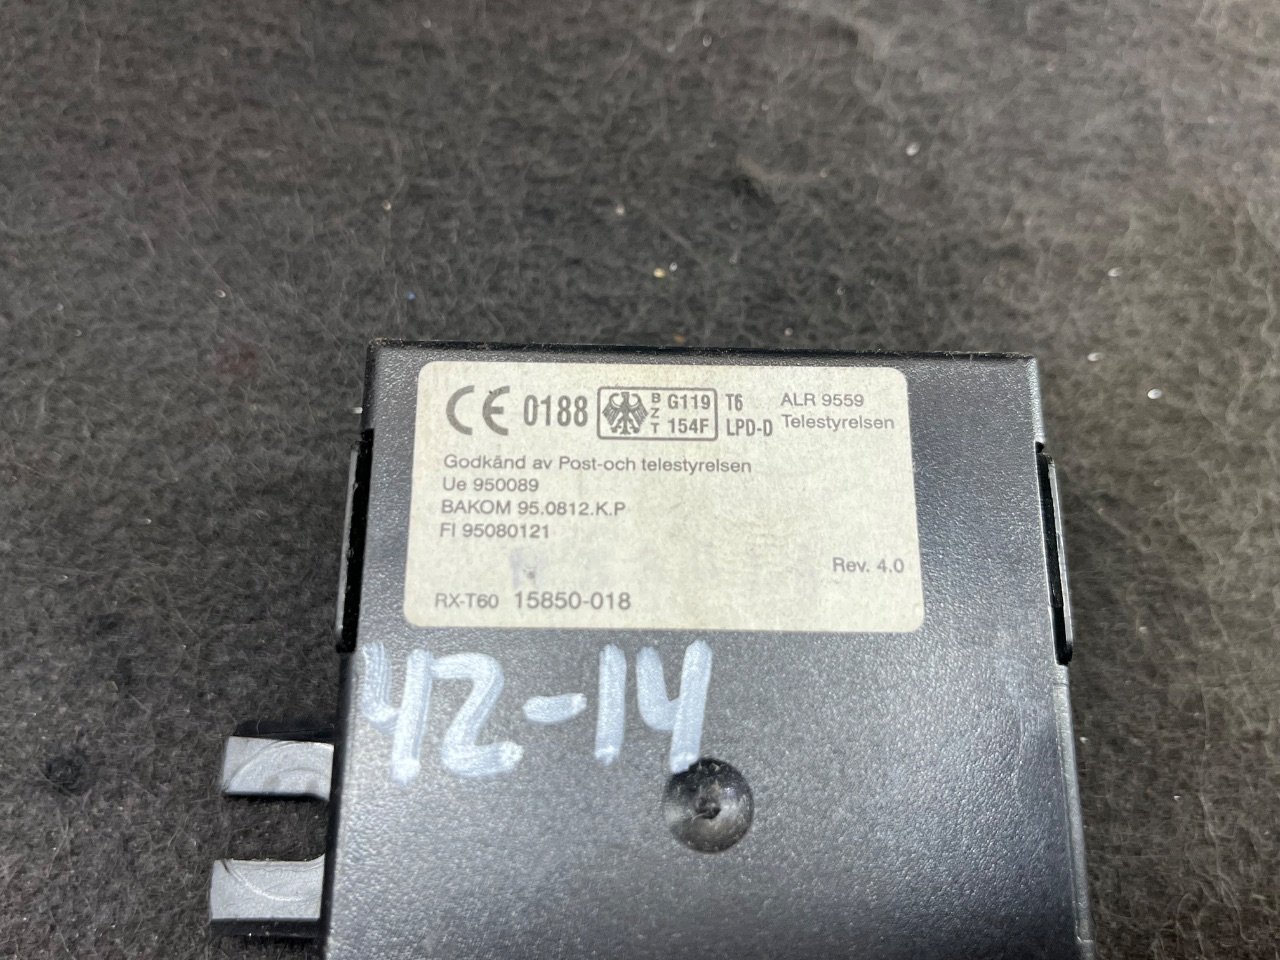 CE 0188 BZT G119 154F T6 LPD-D ALR 9559 Telestyrelsen
Godkänd av Post-och telestyrelsen
Ue 950089
BAKOM 95.0812.K.P
FI 95080121
Rev. 4.0
RX-T60 15850-018
42-14